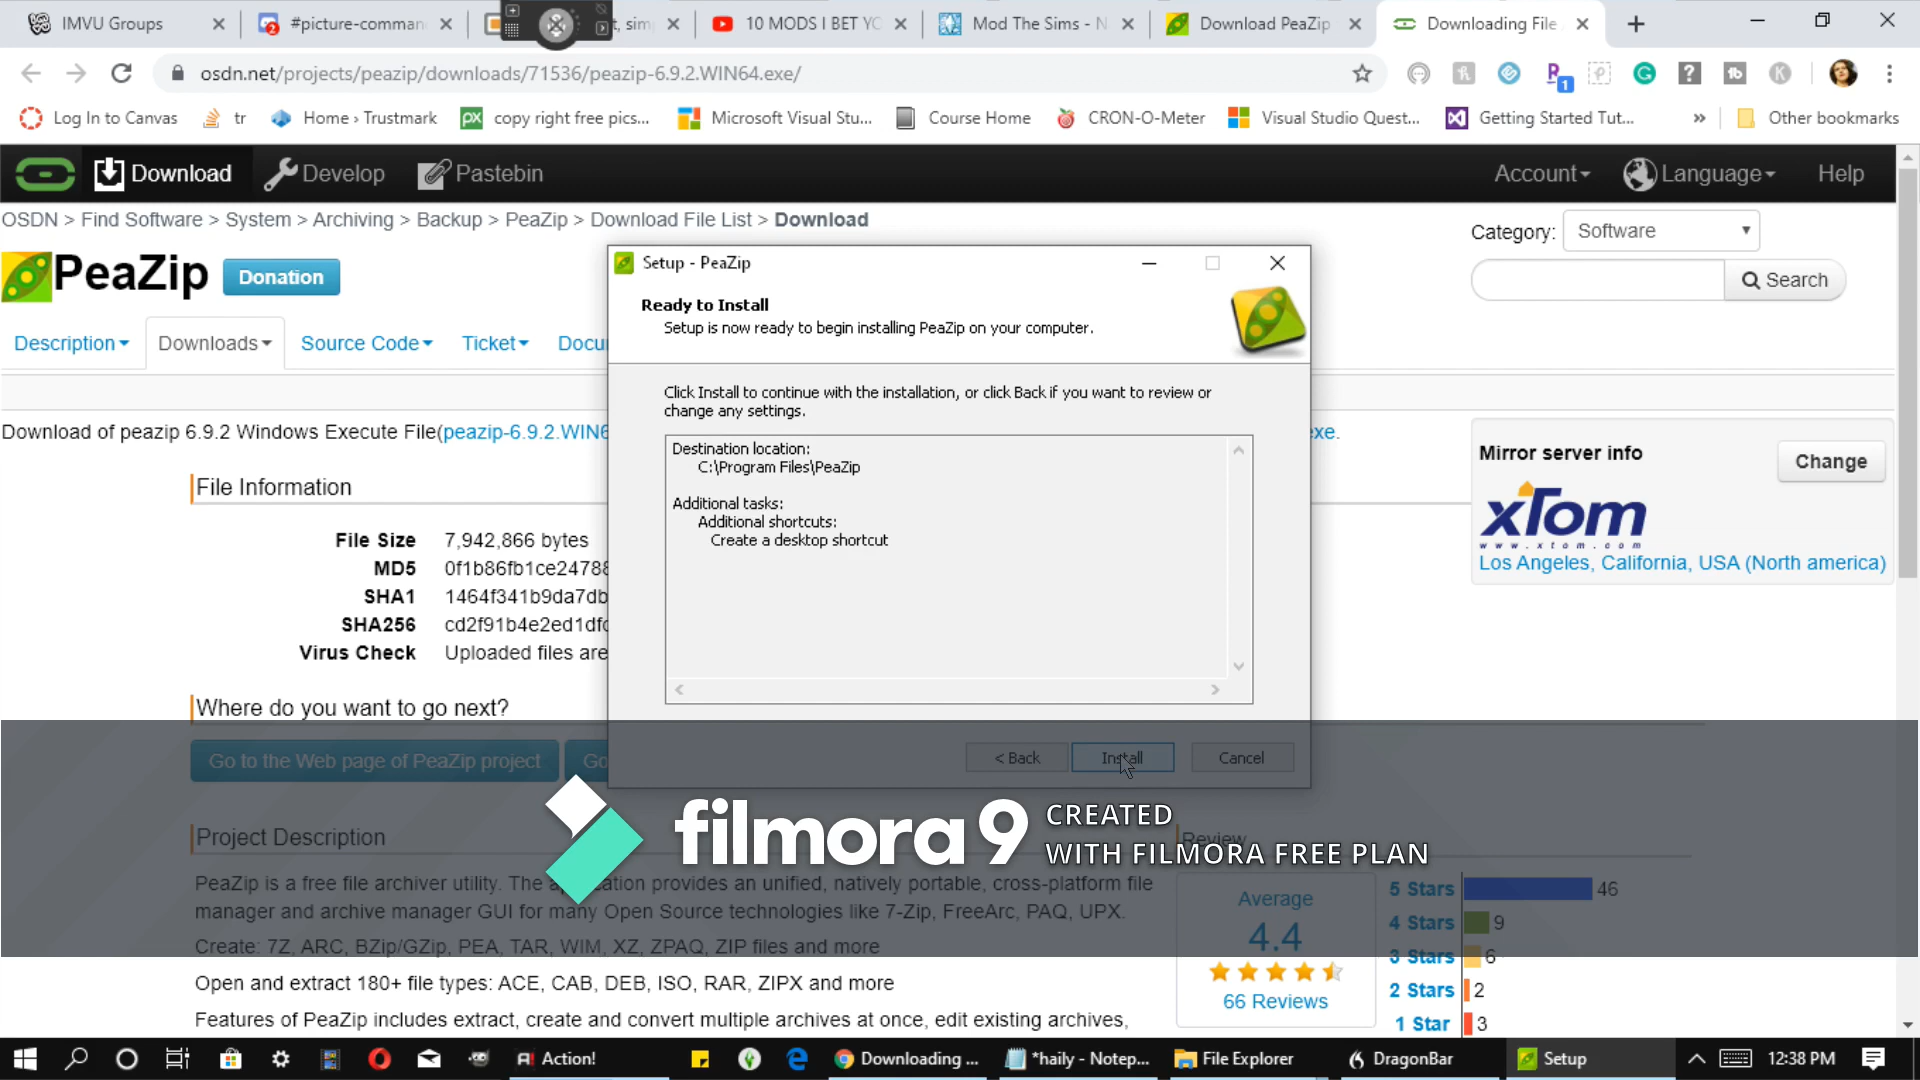 IMVU Groups
#picture-comman
t, sim
10 MODS I BET YO
Mod The Sims - N
Download PeaZip
Downloading File
osdn.net/projects/peazip/downloads/71536/peazip-6.9.2.WIN64.exe/
1
Log In to Canvas
tr
Home › Trustmark
copy right free pics...
Microsoft Visual Stu...
Course Home
CRON-O-Meter
Visual Studio Quest...
Getting Started Tut...
»
Other bookmarks
Download
Develop
Pastebin
Account
Language
Help
OSDN > Find Software > System > Archiving > Backup > PeaZip > Download File List > Download
Category:
Software
PeaZip
Donation
Search
Description
Downloads
Source Code
Ticket
Docu
Setup - PeaZip
Ready to Install
Setup is now ready to begin installing PeaZip on your computer.
Click Install to continue with the installation, or click Back if you want to review or
change any settings.
Destination location:
C:\Program Files\PeaZip
Additional tasks:
Additional shortcuts:
Create a desktop shortcut
< Back
Install
Cancel
Download of peazip 6.9.2 Windows Execute File(peazip-6.9.2.WIN6
exe.
Mirror server info
Change
xTom
www.xtom.com
Los Angeles, California, USA (North america)
File Information
File Size 7,942,866 bytes
MD5 0f1b86fb1ce24788
SHA1 1464f341b9da7db
SHA256 cd2f91b4e2ed1dfc
Virus Check Uploaded files are
Where do you want to go next?
Go to the Web page of PeaZip project
Go
filmora9
CREATED
WITH FILMORA FREE PLAN
Project Description
PeaZip is a free file archiver utility. The application provides an unified, natively portable, cross-platform file
manager and archive manager GUI for many Open Source technologies like 7-Zip, FreeArc, PAQ, UPX.
Create: 7Z, ARC, BZip/GZip, PEA, TAR, WIM, XZ, ZPAQ, ZIP files and more
Open and extract 180+ file types: ACE, CAB, DEB, ISO, RAR, ZIPX and more
Features of PeaZip includes extract, create and convert multiple archives at once, edit existing archives,
Review
Average
4.4
66 Reviews
5 Stars 46
4 Stars 9
3 Stars 6
2 Stars 2
1 Star 3
Action!
Downloading ...
*haily - Notep...
File Explorer
DragonBar
Setup
12:38 PM